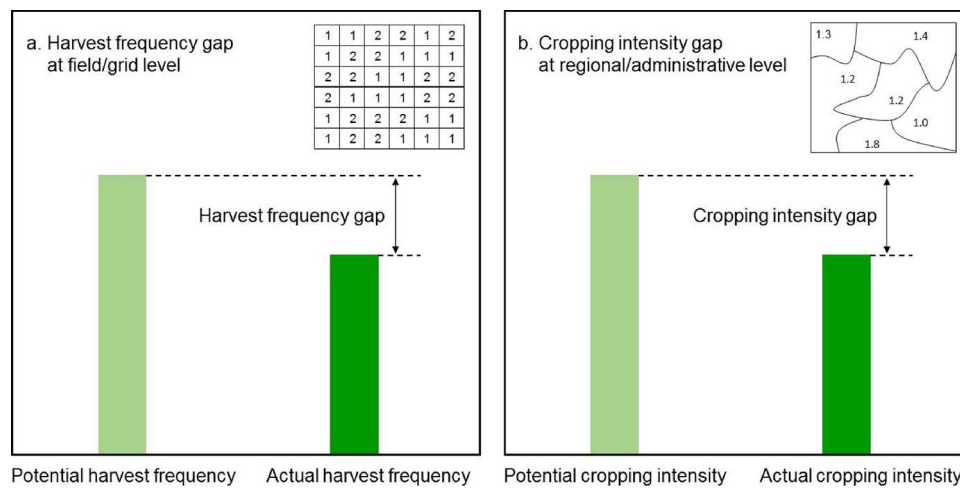 a. Harvest frequency gap
at field/grid level
1 1 2 2 1 2
1 2 2 1 1 1
2 2 1 1 2 2
2 1 1 1 2 2
1 2 2 2 1 1
1 2 2 1 1 1
Harvest frequency gap
Potential harvest frequency
Actual harvest frequency
b. Cropping intensity gap
at regional/administrative level
1.3
1.4
1.2
1.2
1.0
1.8
Cropping intensity gap
Potential cropping intensity
Actual cropping intensity